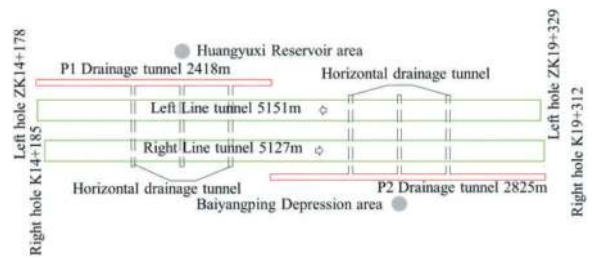 Huangyuxi Reservoir area
P1 Drainage tunnel 2418m
Horizontal drainage tunnel
Left Line tunnel 5151m
Right Line tunnel 5127m
Horizontal drainage tunnel
P2 Drainage tunnel 2825m
Baiyangping Depression area
Left hole ZK14+178
Right hole K14+185
Left hole ZK19+329
Right hole K19+312